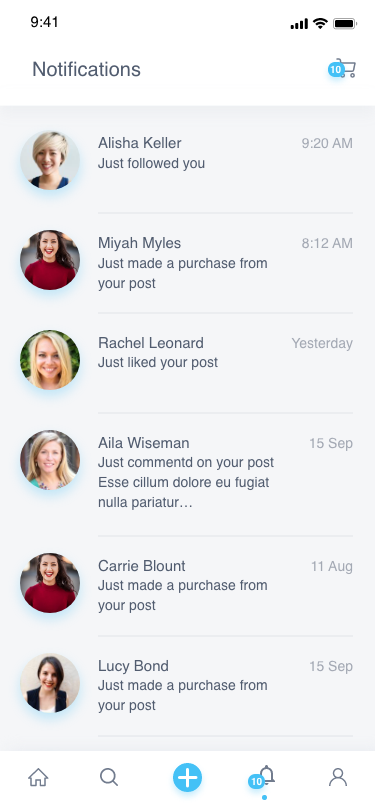 9:41
Notifications
10
Alisha Keller 9:20 AM
Just followed you
Miyah Myles 8:12 AM
Just made a purchase from
your post
Rachel Leonard Yesterday
Just liked your post
Aila Wiseman 15 Sep
Just commentd on your post
Esse cillum dolore eu fugiat
nulla pariatur…
Carrie Blount 11 Aug
Just made a purchase from
your post
Lucy Bond 15 Sep
Just made a purchase from
your post
10